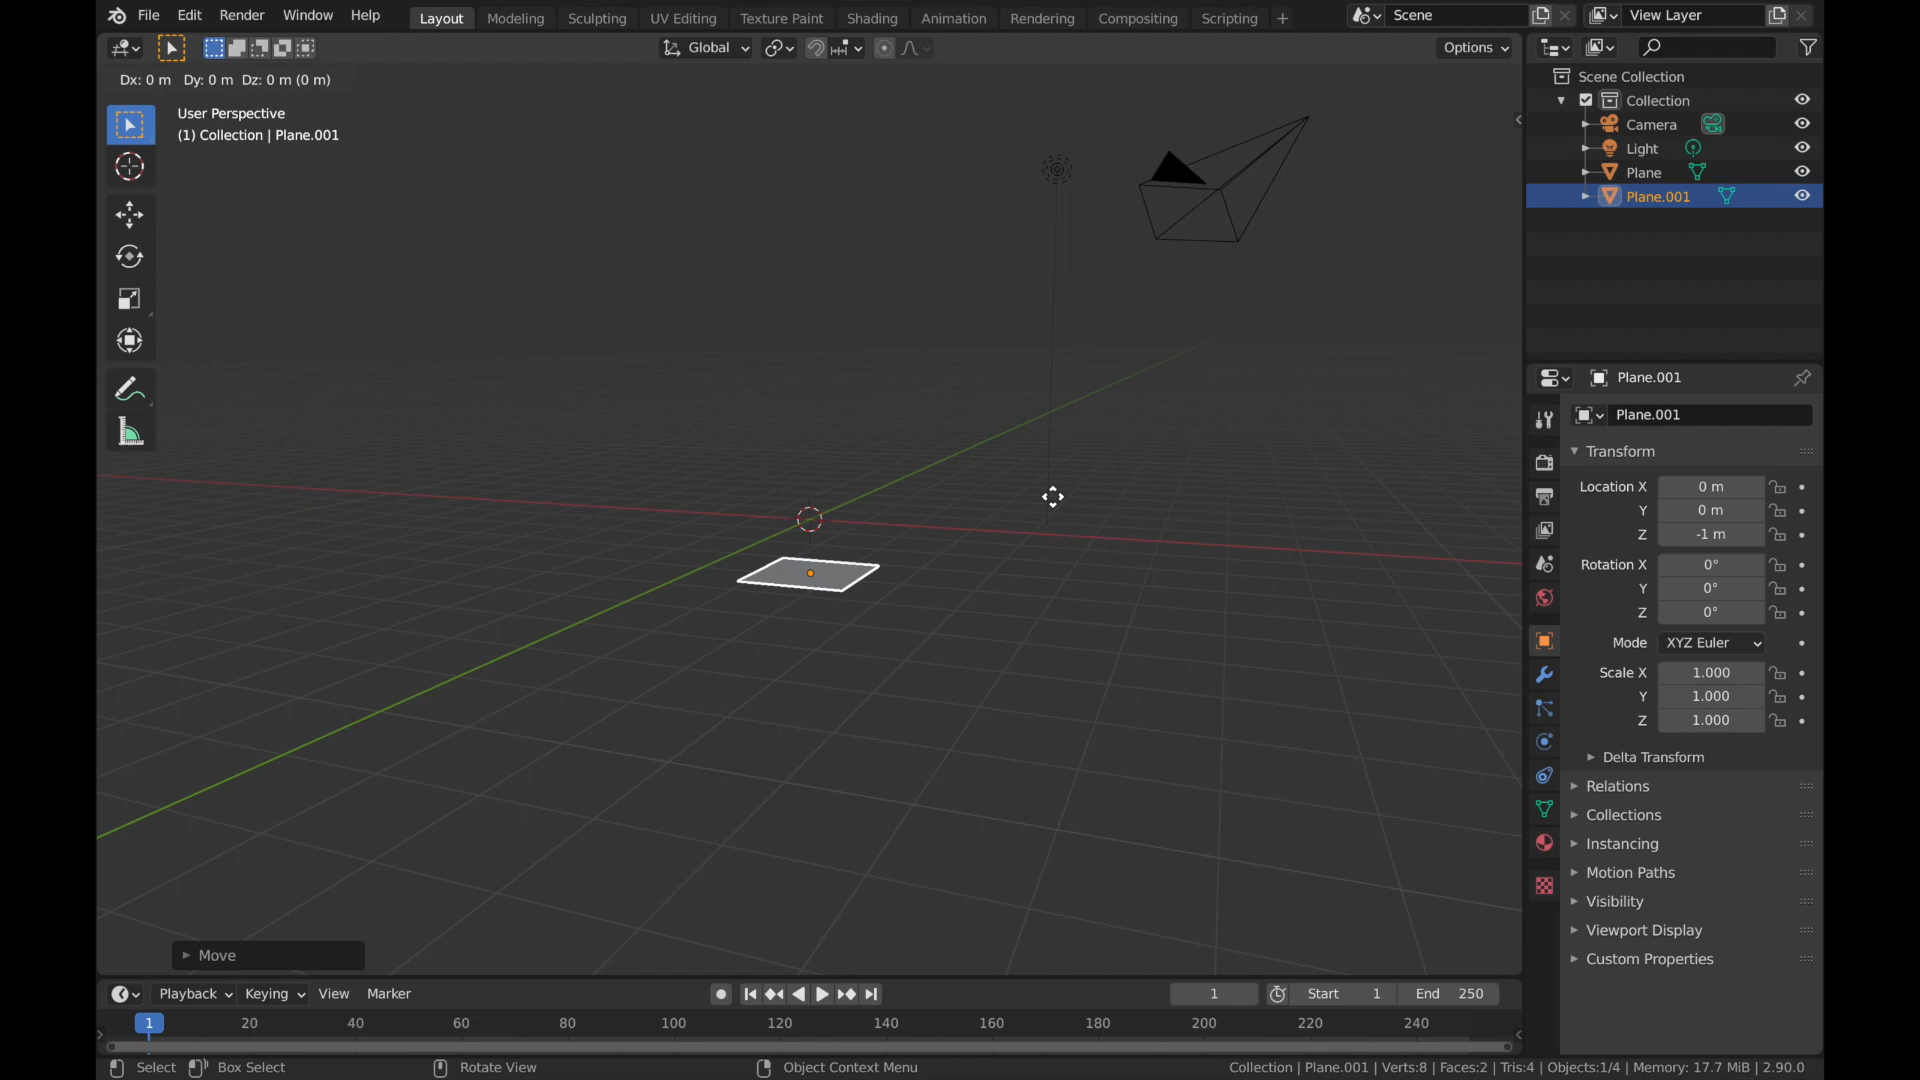 File Edit Render Window Help Layout Modeling Sculpting UV Editing Texture Paint Shading Animation Rendering Compositing Scripting + Scene View Layer
Global Options
Dx: 0 m Dy: 0 m Dz: 0 m (0 m)
User Perspective
(1) Collection | Plane.001
Scene Collection
Collection
Camera
Light
Plane
Plane.001
Plane.001
Plane.001
Transform
Location X 0 m
Y 0 m
Z -1 m
Rotation X 0°
Y 0°
Z 0°
Mode XYZ Euler
Scale X 1.000
Y 1.000
Z 1.000
Delta Transform
Relations
Collections
Instancing
Motion Paths
Visibility
Viewport Display
Custom Properties
Move
Playback Keying View Marker 1 Start 1 End 250
1 20 40 60 80 100 120 140 160 180 200 220 240
Select Box Select Rotate View Object Context Menu Collection | Plane.001 | Verts:8 | Faces:2 | Tris:4 | Objects:1/4 | Memory: 17.7 MiB | 2.90.0